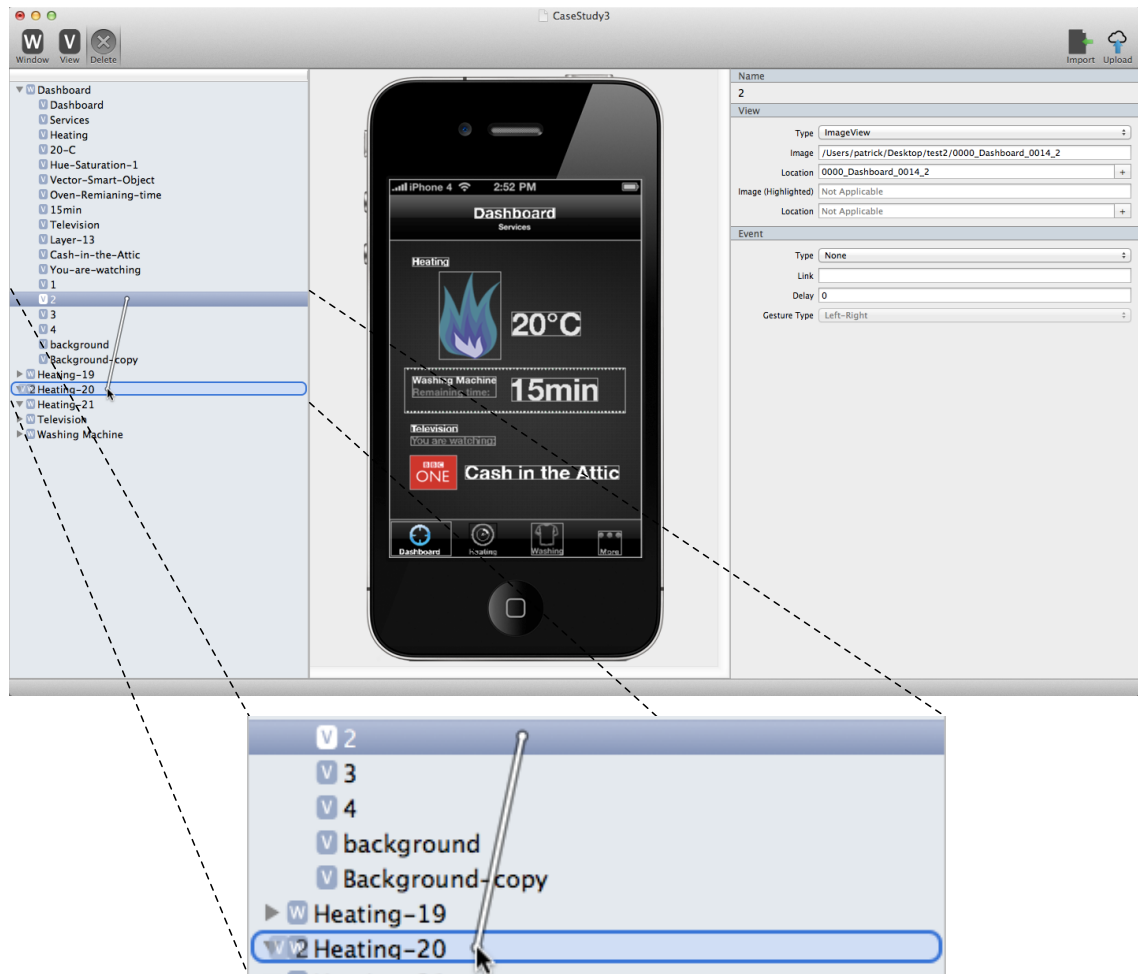 CaseStudy3
Window View Delete
Import Upload
Dashboard
Dashboard
Services
Heating
20-C
Hue-Saturation-1
Vector-Smart-Object
Oven-Remianing-time
15min
Television
Layer-13
Cash-in-the-Attic
You-are-watching
1
2
3
4
background
Background-copy
Heating-19
2 Heating-20
Heating-21
Television
Washing Machine
iPhone 4 2:52 PM
Dashboard
Services
Heating
20°C
Washing Machine
Remaining time:
15min
Television
You are watching:
BBC
ONE
Cash in the Attic
Dashboard Heating Washing More
Name
2
View
Type ImageView
Image /Users/patrick/Desktop/test2/0000_Dashboard_0014_2
Location 0000_Dashboard_0014_2 +
Image (Highlighted) Not Applicable
Location Not Applicable +
Event
Type None
Link
Delay 0
Gesture Type Left-Right
V 2
V 3
V 4
V background
V Background-copy
W Heating-19
2 Heating-20